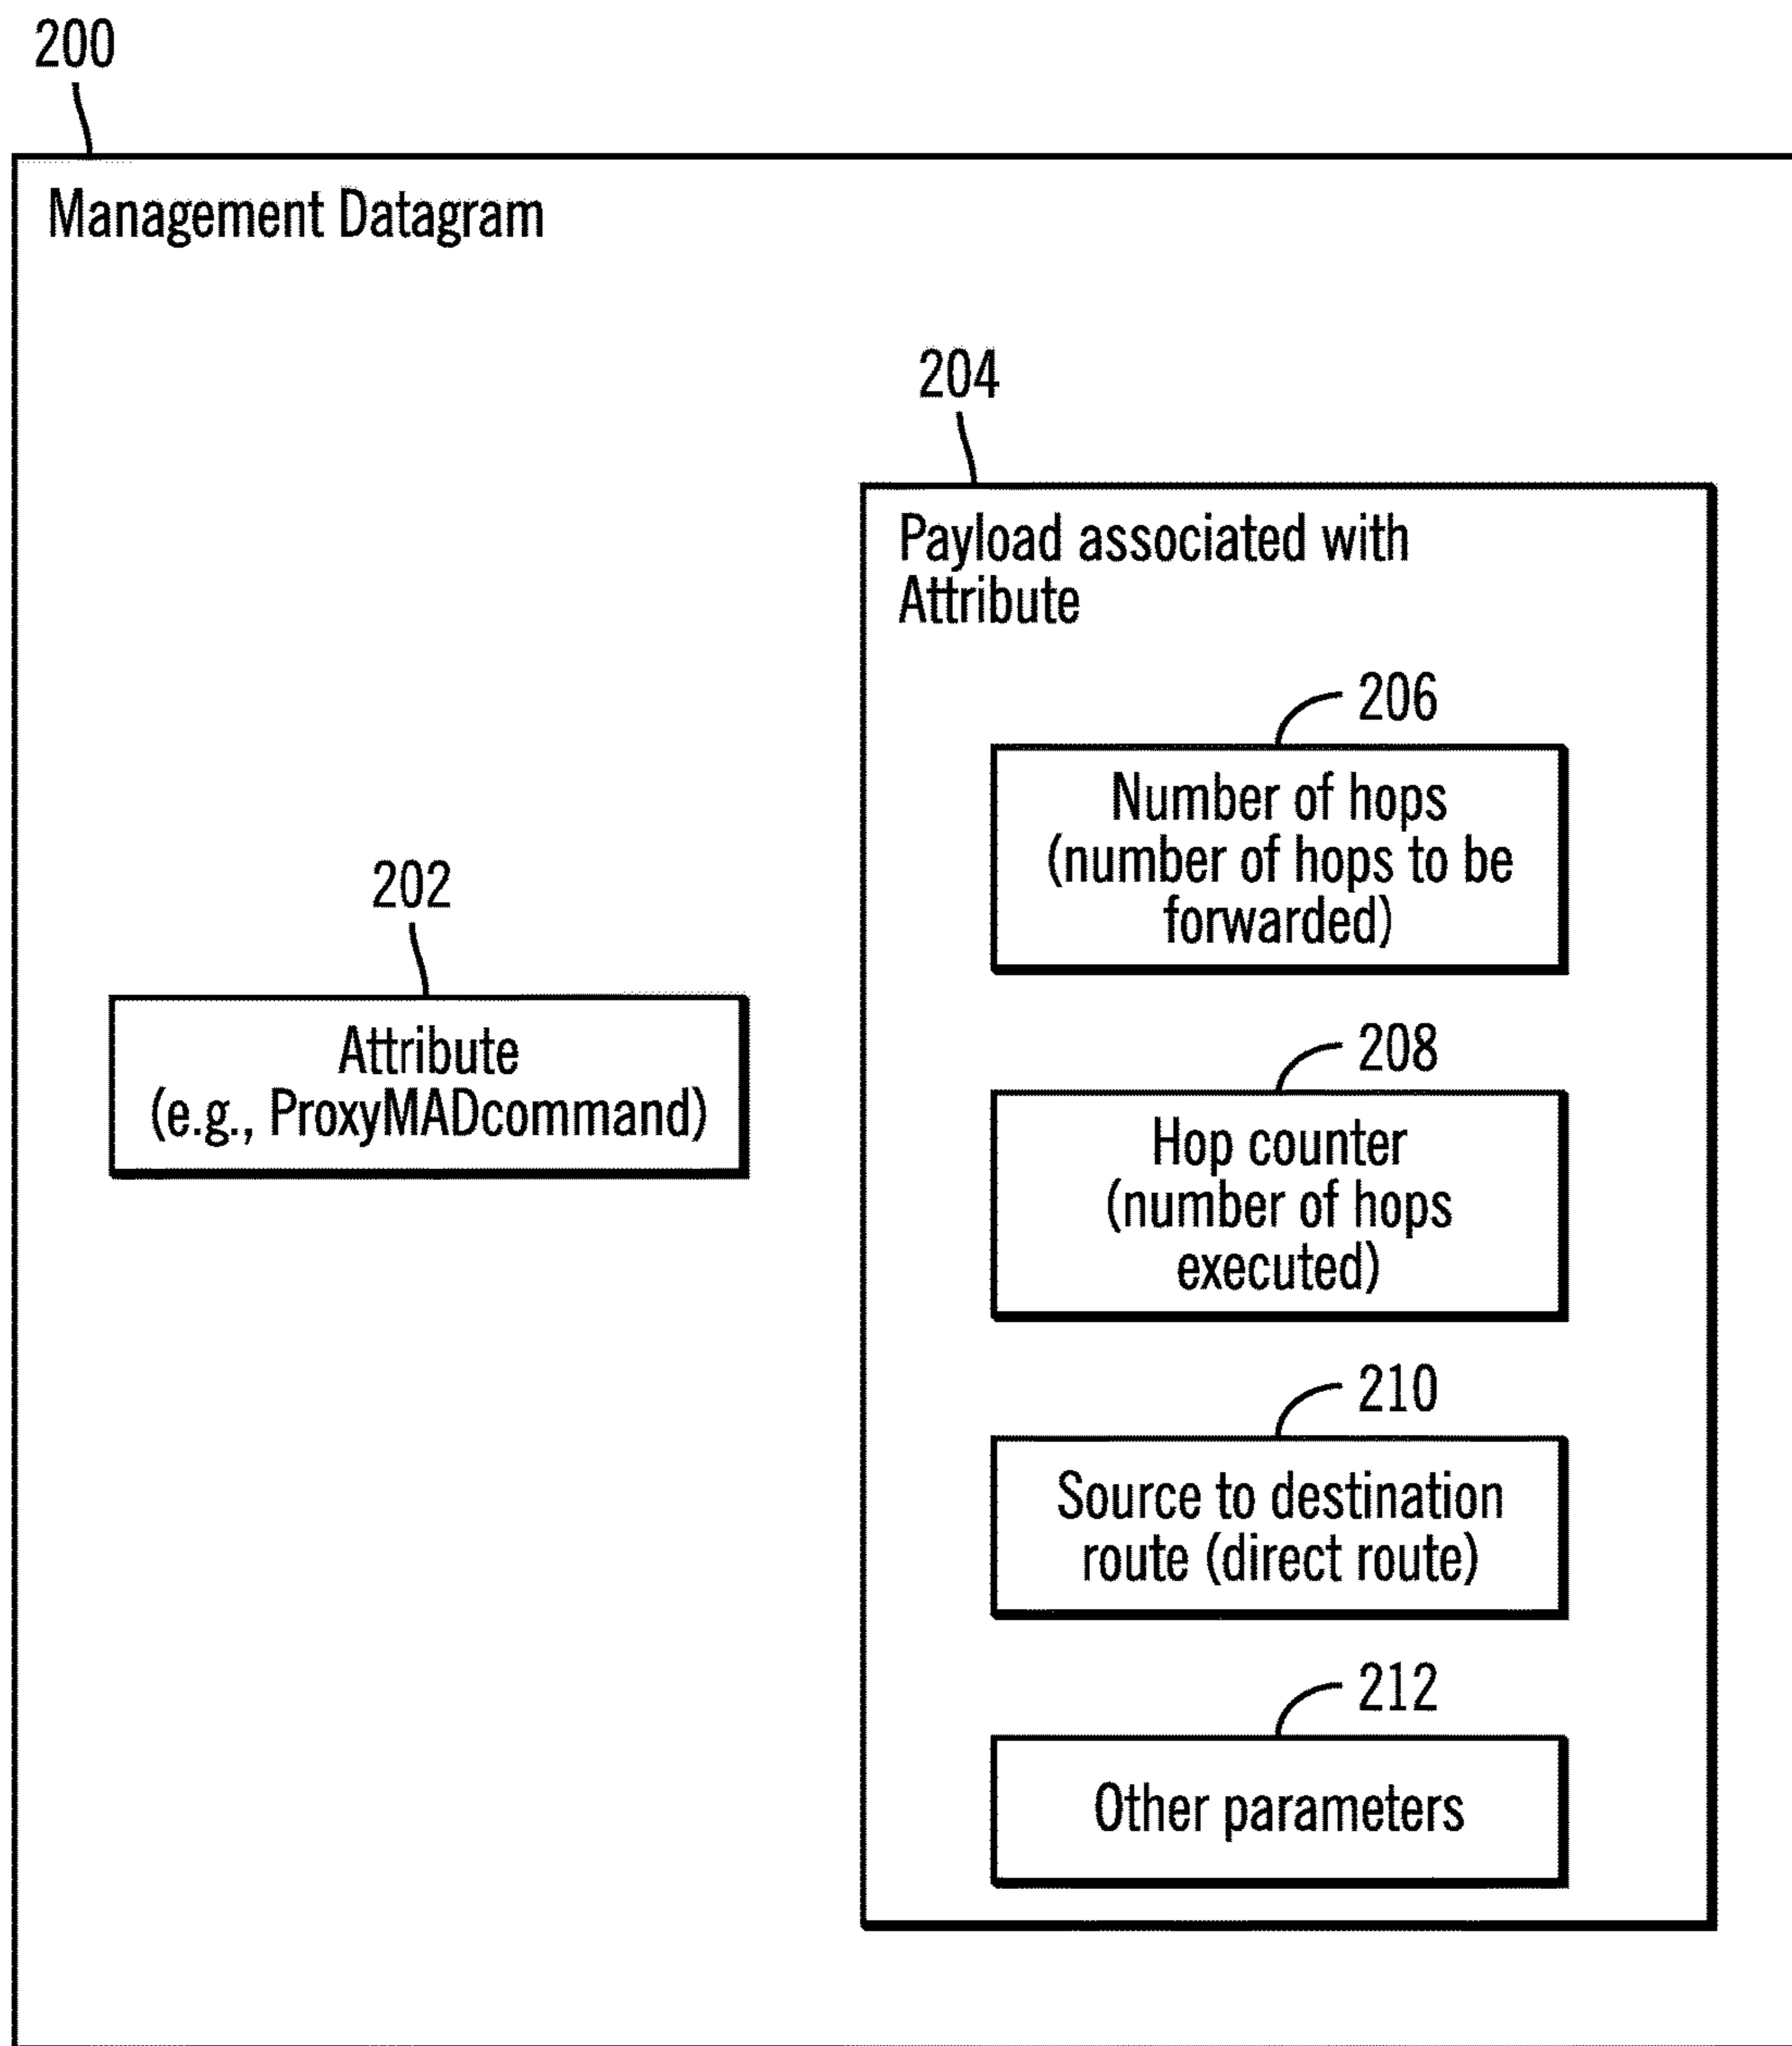 200
Management Datagram
204
Payload associated with
Attribute
206
Number of hops
(number of hops to be
forwarded)
202
Attribute
(e.g., ProxyMADcommand)
208
Hop counter
(number of hops
executed)
210
Source to destination
route (direct route)
212
Other parameters